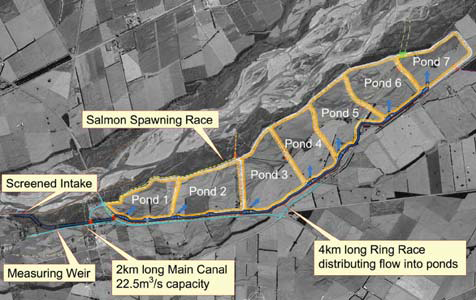 Pond 7
Pond 6
Pond 5
Pond 4
Pond 3
Pond 2
Pond 1
Salmon Spawning Race
Screened Intake
Measuring Weir
2km long Main Canal
22.5m³/s capacity
4km long Ring Race
distributing flow into ponds